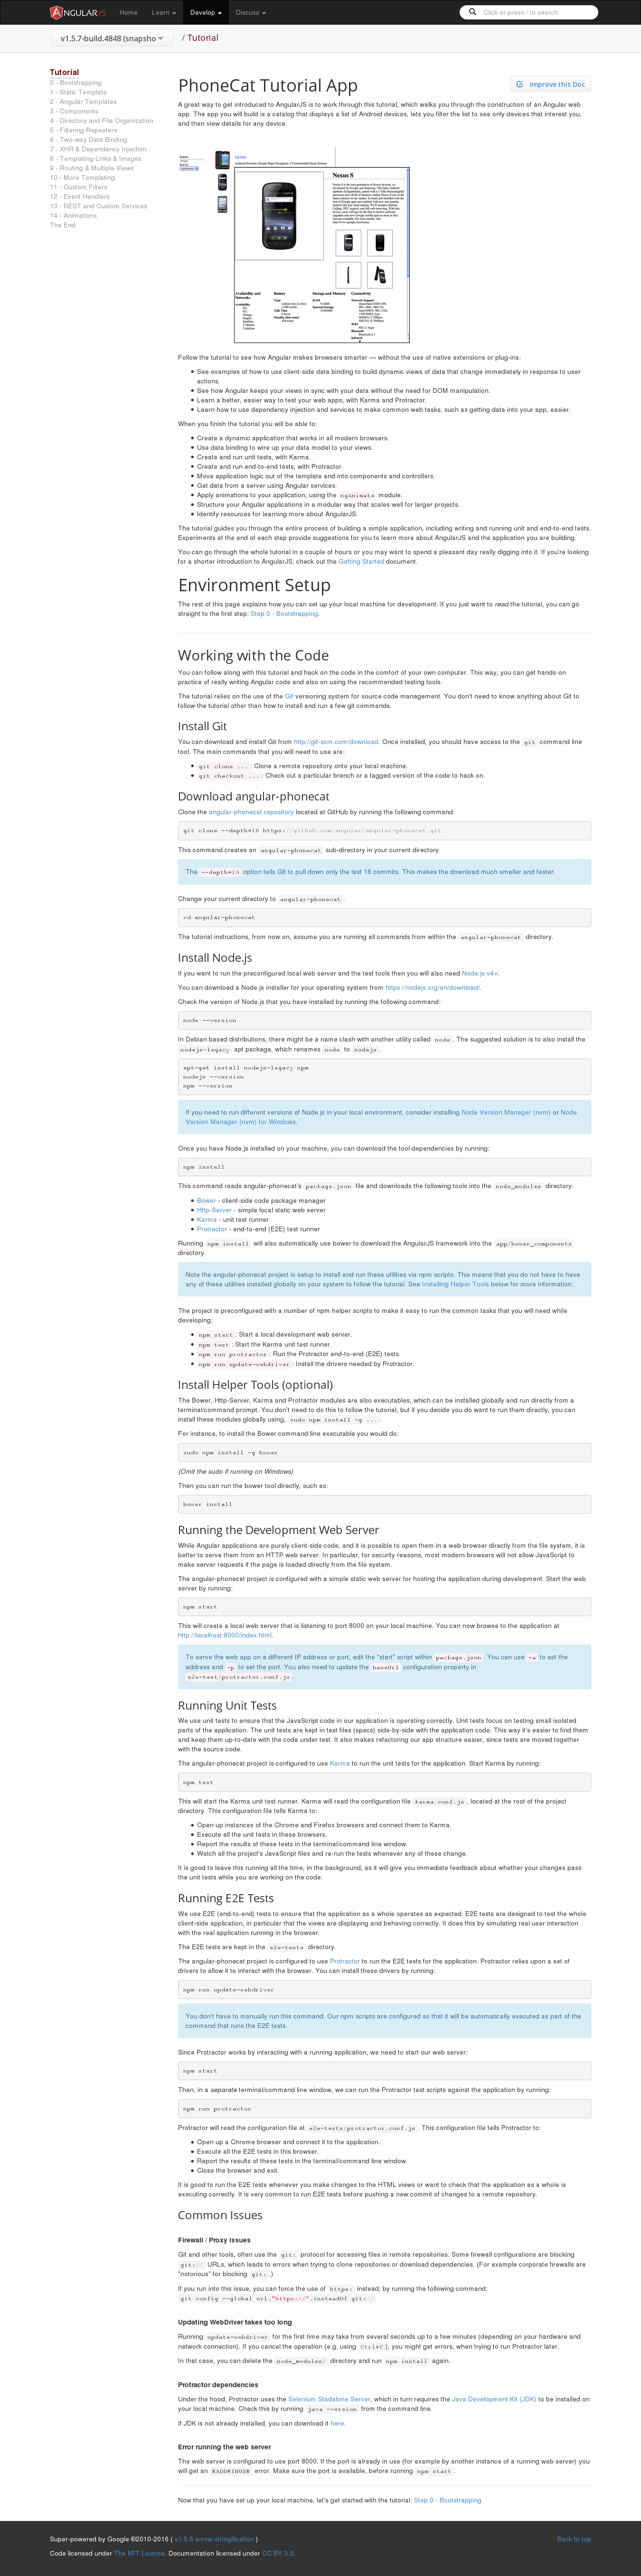 ANGULARJS Home Learn Develop Discuss Click or press / to search
v1.5.7-build.4848 (snapsho / Tutorial
Tutorial
0 - Bootstrapping
1 - Static Template
2 - Angular Templates
3 - Components
4 - Directory and File Organization
5 - Filtering Repeaters
6 - Two-way Data Binding
7 - XHR & Dependency Injection
8 - Templating Links & Images
9 - Routing & Multiple Views
10 - More Templating
11 - Custom Filters
12 - Event Handlers
13 - REST and Custom Services
14 - Animations
The End
Improve this Doc
PhoneCat Tutorial App
A great way to get introduced to AngularJS is to work through this tutorial, which walks you through the construction of an Angular web
app. The app you will build is a catalog that displays a list of Android devices, lets you filter the list to see only devices that interest you,
and then view details for any device.
Nexus S
Availability and
Networks
Battery
Storage and Memory
Connectivity
Follow the tutorial to see how Angular makes browsers smarter — without the use of native extensions or plug-ins:
See examples of how to use client-side data binding to build dynamic views of data that change immediately in response to user
actions.
See how Angular keeps your views in sync with your data without the need for DOM manipulation.
Learn a better, easier way to test your web apps, with Karma and Protractor.
Learn how to use dependency injection and services to make common web tasks, such as getting data into your app, easier.
When you finish the tutorial you will be able to:
Create a dynamic application that works in all modern browsers.
Use data binding to wire up your data model to your views.
Create and run unit tests, with Karma.
Create and run end-to-end tests, with Protractor.
Move application logic out of the template and into components and controllers.
Get data from a server using Angular services.
Apply animations to your application, using the ngAnimate module.
Structure your Angular applications in a modular way that scales well for larger projects.
Identify resources for learning more about AngularJS.
The tutorial guides you through the entire process of building a simple application, including writing and running unit and end-to-end tests.
Experiments at the end of each step provide suggestions for you to learn more about AngularJS and the application you are building.
You can go through the whole tutorial in a couple of hours or you may want to spend a pleasant day really digging into it. If you're looking
for a shorter introduction to AngularJS, check out the Getting Started document.
Environment Setup
The rest of this page explains how you can set up your local machine for development. If you just want to read the tutorial, you can go
straight to the first step: Step 0 - Bootstrapping.
Working with the Code
You can follow along with this tutorial and hack on the code in the comfort of your own computer. This way, you can get hands-on
practice of really writing Angular code and also on using the recommended testing tools.
The tutorial relies on the use of the Git versioning system for source code management. You don't need to know anything about Git to
follow the tutorial other than how to install and run a few git commands.
Install Git
You can download and install Git from http://git-scm.com/download. Once installed, you should have access to the git command line
tool. The main commands that you will need to use are:
git clone ... : Clone a remote repository onto your local machine.
git checkout ... : Check out a particular branch or a tagged version of the code to hack on.
Download angular-phonecat
Clone the angular-phonecat repository located at GitHub by running the following command:
git clone --depth=16 https://github.com/angular/angular-phonecat.git
This command creates an angular-phonecat sub-directory in your current directory.
The --depth=16 option tells Git to pull down only the last 16 commits. This makes the download much smaller and faster.
Change your current directory to angular-phonecat.
cd angular-phonecat
The tutorial instructions, from now on, assume you are running all commands from within the angular-phonecat directory.
Install Node.js
If you want to run the preconfigured local web server and the test tools then you will also need Node.js v4+.
You can download a Node.js installer for your operating system from https://nodejs.org/en/download/.
Check the version of Node.js that you have installed by running the following command:
node --version
In Debian based distributions, there might be a name clash with another utility called node. The suggested solution is to also install the
nodejs-legacy apt package, which renames node to nodejs.
apt-get install nodejs-legacy npm
nodejs --version
npm --version
If you need to run different versions of Node.js in your local environment, consider installing Node Version Manager (nvm) or Node
Version Manager (nvm) for Windows.
Once you have Node.js installed on your machine, you can download the tool dependencies by running:
npm install
This command reads angular-phonecat's package.json file and downloads the following tools into the node_modules directory:
Bower - client-side code package manager
Http-Server - simple local static web server
Karma - unit test runner
Protractor - end-to-end (E2E) test runner
Running npm install will also automatically use bower to download the AngularJS framework into the app/bower_components
directory.
Note the angular-phonecat project is setup to install and run these utilities via npm scripts. This means that you do not have to have
any of these utilities installed globally on your system to follow the tutorial. See Installing Helper Tools below for more information.
The project is preconfigured with a number of npm helper scripts to make it easy to run the common tasks that you will need while
developing:
npm start : Start a local development web server.
npm test : Start the Karma unit test runner.
npm run protractor : Run the Protractor end-to-end (E2E) tests.
npm run update-webdriver : Install the drivers needed by Protractor.
Install Helper Tools (optional)
The Bower, Http-Server, Karma and Protractor modules are also executables, which can be installed globally and run directly from a
terminal/command prompt. You don't need to do this to follow the tutorial, but if you decide you do want to run them directly, you can
install these modules globally using, sudo npm install -g ....
For instance, to install the Bower command line executable you would do:
sudo npm install -g bower
(Omit the sudo if running on Windows)
Then you can run the bower tool directly, such as:
bower install
Running the Development Web Server
While Angular applications are purely client-side code, and it is possible to open them in a web browser directly from the file system, it is
better to serve them from an HTTP web server. In particular, for security reasons, most modern browsers will not allow JavaScript to
make server requests if the page is loaded directly from the file system.
The angular-phonecat project is configured with a simple static web server for hosting the application during development. Start the web
server by running:
npm start
This will create a local web server that is listening to port 8000 on your local machine. You can now browse to the application at
http://localhost:8000/index.html.
To serve the web app on a different IP address or port, edit the "start" script within package.json. You can use -a to set the
address and -p to set the port. You also need to update the baseUrl configuration property in
e2e-test/protractor.conf.js.
Running Unit Tests
We use unit tests to ensure that the JavaScript code in our application is operating correctly. Unit tests focus on testing small isolated
parts of the application. The unit tests are kept in test files (specs) side-by-side with the application code. This way it's easier to find them
and keep them up-to-date with the code under test. It also makes refactoring our app structure easier, since tests are moved together
with the source code.
The angular-phonecat project is configured to use Karma to run the unit tests for the application. Start Karma by running:
npm test
This will start the Karma unit test runner. Karma will read the configuration file karma.conf.js, located at the root of the project
directory. This configuration file tells Karma to:
Open up instances of the Chrome and Firefox browsers and connect them to Karma.
Execute all the unit tests in these browsers.
Report the results of these tests in the terminal/command line window.
Watch all the project's JavaScript files and re-run the tests whenever any of these change.
It is good to leave this running all the time, in the background, as it will give you immediate feedback about whether your changes pass
the unit tests while you are working on the code.
Running E2E Tests
We use E2E (end-to-end) tests to ensure that the application as a whole operates as expected. E2E tests are designed to test the whole
client-side application, in particular that the views are displaying and behaving correctly. It does this by simulating real user interaction
with the real application running in the browser.
The E2E tests are kept in the e2e-tests directory.
The angular-phonecat project is configured to use Protractor to run the E2E tests for the application. Protractor relies upon a set of
drivers to allow it to interact with the browser. You can install these drivers by running:
npm run update-webdriver
You don't have to manually run this command. Our npm scripts are configured so that it will be automatically executed as part of the
command that runs the E2E tests.
Since Protractor works by interacting with a running application, we need to start our web server:
npm start
Then, in a separate terminal/command line window, we can run the Protractor test scripts against the application by running:
npm run protractor
Protractor will read the configuration file at e2e-tests/protractor.conf.js. This configuration file tells Protractor to:
Open up a Chrome browser and connect it to the application.
Execute all the E2E tests in this browser.
Report the results of these tests in the terminal/command line window.
Close the browser and exit.
It is good to run the E2E tests whenever you make changes to the HTML views or want to check that the application as a whole is
executing correctly. It is very common to run E2E tests before pushing a new commit of changes to a remote repository.
Common Issues
Firewall / Proxy issues
Git and other tools, often use the git: protocol for accessing files in remote repositories. Some firewall configurations are blocking
git:// URLs, which leads to errors when trying to clone repositories or download dependencies. (For example corporate firewalls are
"notorious" for blocking git:.)
If you run into this issue, you can force the use of https: instead, by running the following command:
git config --global url."https://".insteadOf git://
Updating WebDriver takes too long
Running update-webdriver for the first time may take from several seconds up to a few minutes (depending on your hardware and
network connection). If you cancel the operation (e.g. using Ctrl+C), you might get errors, when trying to run Protractor later.
In that case, you can delete the node_modules/ directory and run npm install again.
Protractor dependencies
Under the hood, Protractor uses the Selenium Stadalone Server, which in turn requires the Java Development Kit (JDK) to be installed on
your local machine. Check this by running java -version from the command line.
If JDK is not already installed, you can download it here.
Error running the web server
The web server is configured to use port 8000. If the port is already in use (for example by another instance of a running web server) you
will get an EADDRINUSE error. Make sure the port is available, before running npm start.
Now that you have set up your local machine, let's get started with the tutorial: Step 0 - Bootstrapping
Super-powered by Google ©2010-2016 ( v1.5.6 arrow-stringification ) Back to top
Code licensed under The MIT License. Documentation licensed under CC BY 3.0.